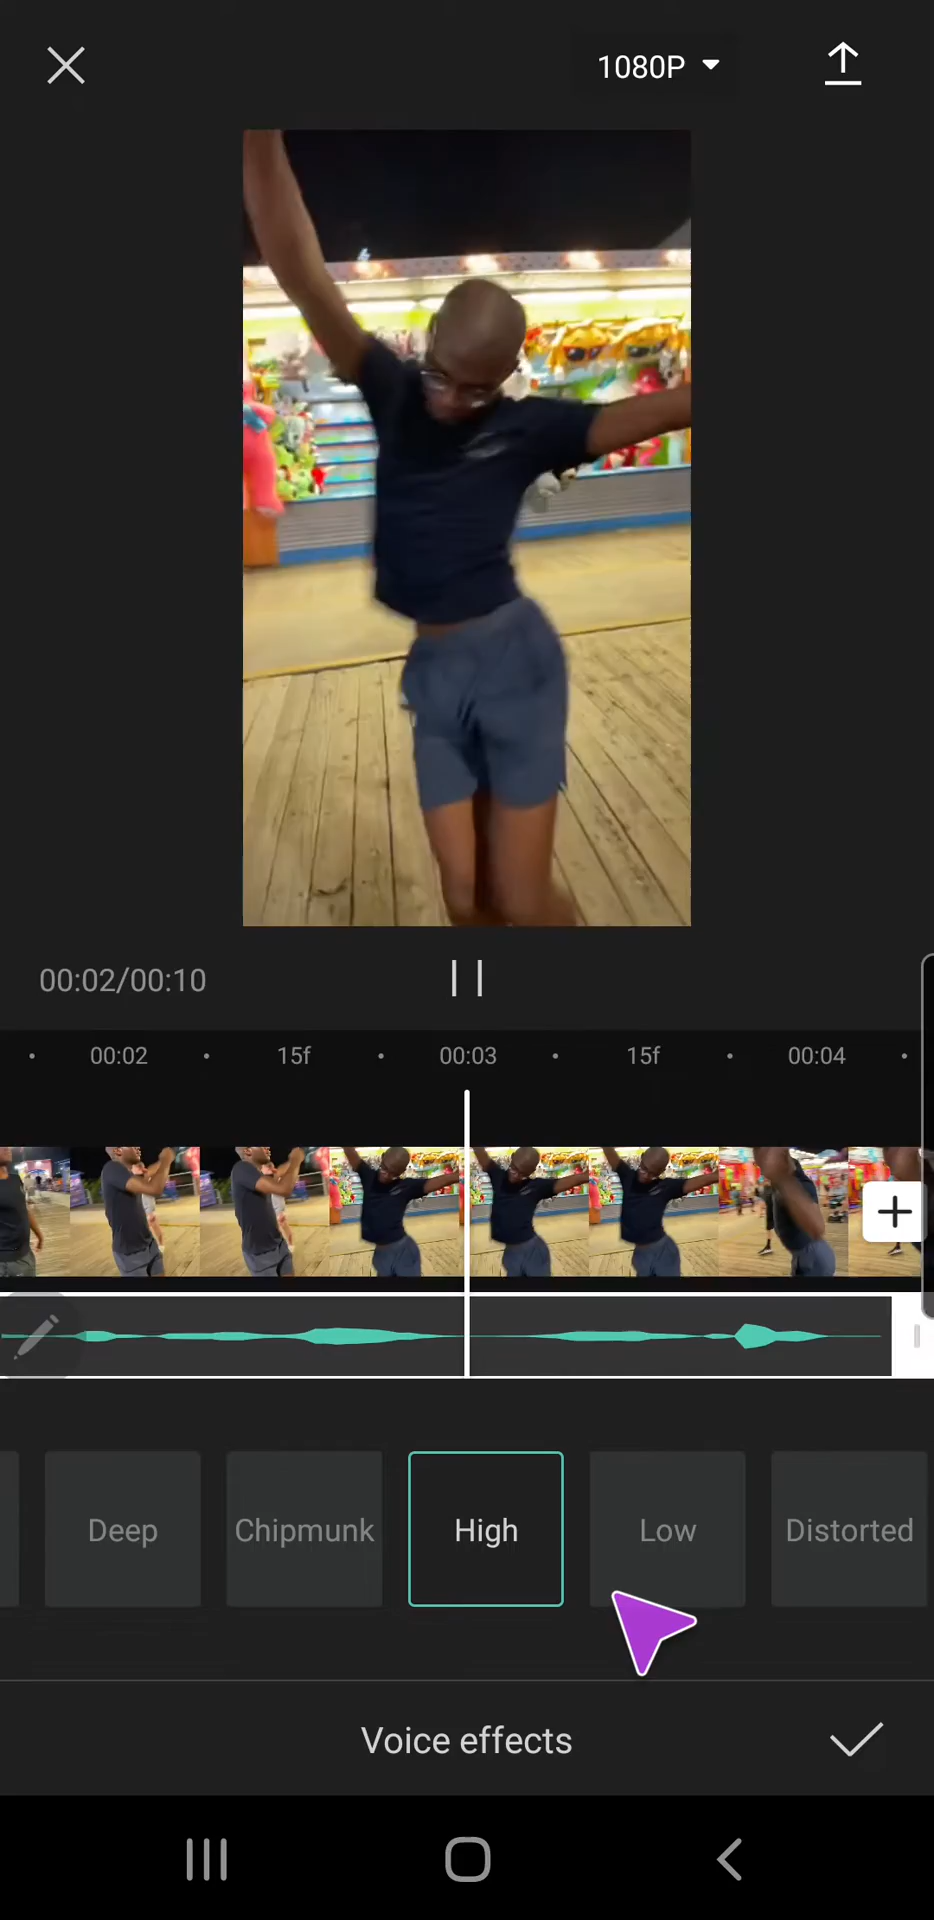 1080P
00:02/00:10
00:02 15f 00:03 15f 00:04
Deep Chipmunk High Low Distorted
Voice effects